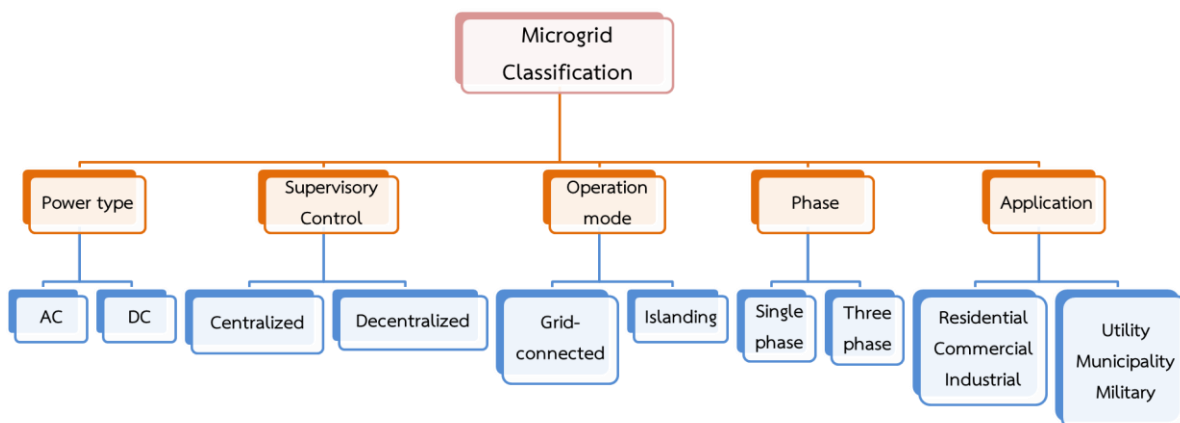 Microgrid
Classification
Power type
Supervisory
Control
Operation
mode
Phase
Application
AC
DC
Centralized
Decentralized
Grid-
connected
Islanding
Single
phase
Three
phase
Residential
Commercial
Industrial
Utility
Municipality
Military